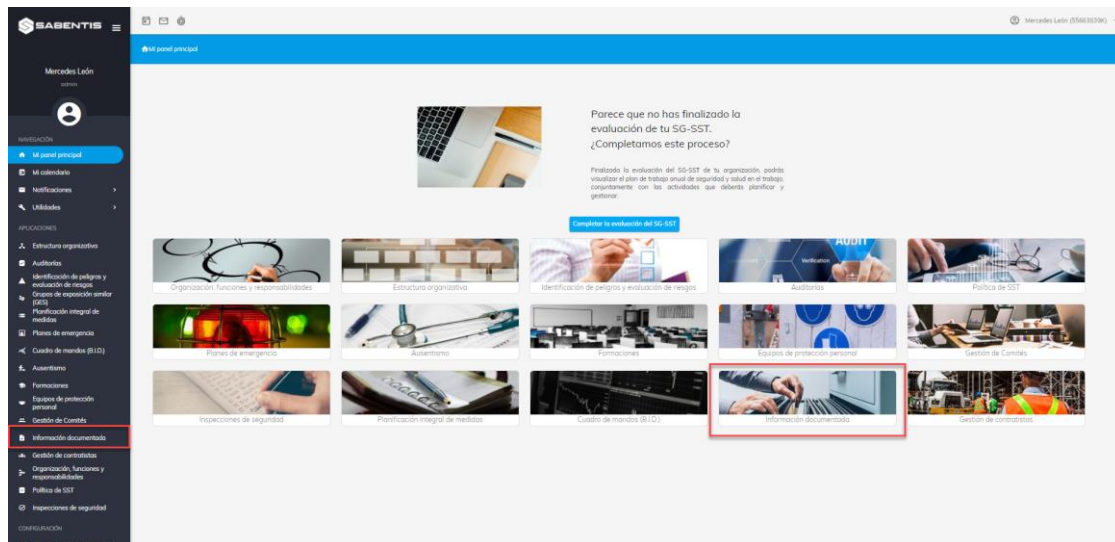 SABENTIS
Mercedes León (55663039K)
Mi panel principal
Mercedes León
admin
NAVEGACIÓN
Mi panel principal
Mi calendario
Notificaciones
Utilidades
APLICACIONES
Estructura organizativa
Auditorías
Identificación de peligros y
evaluación de riesgos
Grupos de exposición similar
(GES)
Planificación integral de
medidas
Planes de emergencia
Cuadro de mandos (B.I.D.)
Ausentismo
Formaciones
Equipos de protección
personal
Gestión de Comités
Información documentada
Gestión de contratistas
Organización, funciones y
responsabilidades
Política de SST
Inspecciones de seguridad
CONFIGURACIÓN
Parece que no has finalizado la
evaluación de tu SG-SST.
¿Completamos este proceso?
Finalizada la evaluación del SG-SST de tu organización, podrás
visualizar el plan de trabajo anual de seguridad y salud en el trabajo,
conjuntamente con las actividades que deberás planificar y
gestionar.
Completar la evaluación del SG-SST
Organización, funciones y responsabilidades
Estructura organizativa
Identificación de peligros y evaluación de riesgos
AUDIT
Verification
Auditorías
Política de SST
Planes de emergencia
Ausentismo
Formaciones
Equipos de protección personal
Gestión de Comités
Inspecciones de seguridad
Planificación integral de medidas
Cuadro de mandos (B.I.D.)
Información documentada
Gestión de contratistas